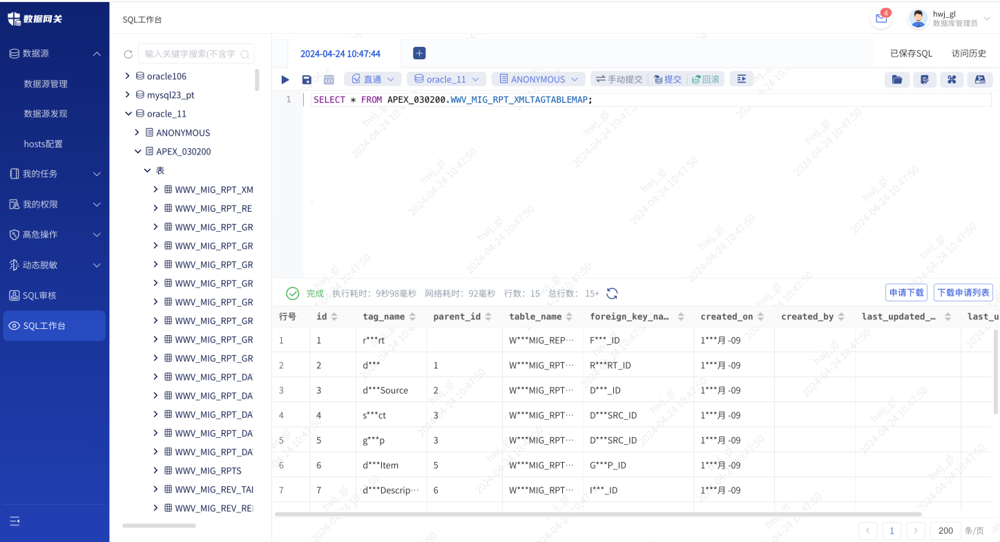 数据网关
数据源
数据源管理
数据源发现
hosts配置
我的任务
我的权限
高危操作
动态脱敏
SQL审核
SQL工作台
SQL工作台
4
hwj_gl
数据库管理员
输入关键字搜索(不含字
oracle106
mysql23_pt
oracle_11
ANONYMOUS
APEX_030200
表
WWV_MIG_RPT_XM
WWV_MIG_RPT_RE
WWV_MIG_RPT_GR
WWV_MIG_RPT_GR
WWV_MIG_RPT_GR
WWV_MIG_RPT_GR
WWV_MIG_RPT_GR
WWV_MIG_RPT_GR
WWV_MIG_RPT_GR
WWV_MIG_RPT_GR
WWV_MIG_RPT_DA
WWV_MIG_RPT_DA
WWV_MIG_RPT_DA
WWV_MIG_RPT_DA
WWV_MIG_RPT_DA
WWV_MIG_RPTS
WWV_MIG_REV_TAI
WWV_MIG_REV_RE
2024-04-24 10:47:44
已保存SQL 访问历史
直通 oracle_11 ANONYMOUS 手动提交 提交 回滚
1 SELECT * FROM APEX_030200.WWV_MIG_RPT_XMLTAGTABLEMAP;
完成 执行耗时：9秒98毫秒 网络耗时：92毫秒 行数：15 总行数：15+
申请下载 下载申请列表
行号 id tag_name parent_id table_name foreign_key_na… created_on created_by last_updated_… last_u
1 1 r***rt W***MIG_REP… F***_ID 1***月 -09
2 2 d*** 1 W***MIG_RPT… R***RT_ID 1***月 -09
3 3 d***Source 2 W***MIG_RPT… D***_ID 1***月 -09
4 4 s***ct 3 W***MIG_RPT… D***SRC_ID 1***月 -09
5 5 g***p 3 W***MIG_RPT… D***SRC_ID 1***月 -09
6 6 d***Item 5 W***MIG_RPT… G***P_ID 1***月 -09
7 7 d***Descrip… 6 W***MIG_RPT… I***_ID 1***月 -09
1 200 条/页
hwj_gl
2024-04-24 10:47:50